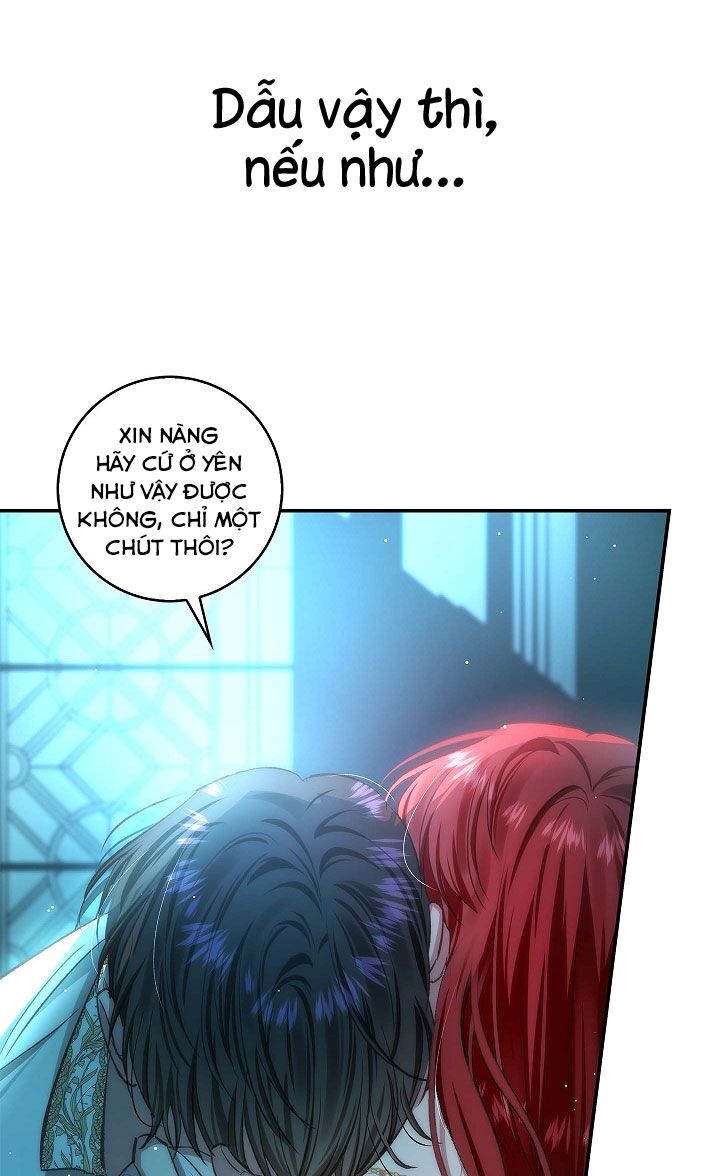 Dẫu vậy thì,
nếu như...
XIN NÀNG
HÃY CỨ Ở YÊN
NHƯ VẬY ĐƯỢC
KHÔNG, CHỈ MỘT
CHÚT THÔI?